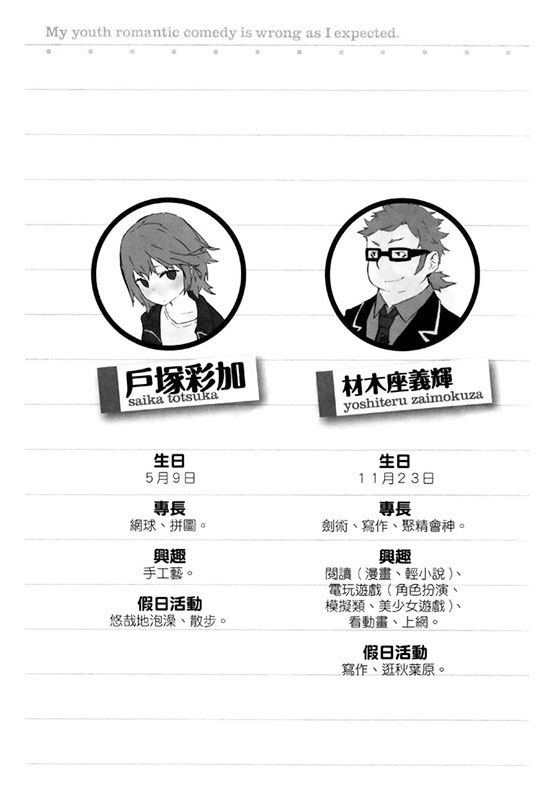 My youth romantic comedy is wrong as I expected.
戶塚彩加
saika totsuka
生日
5月9日
專長
網球、拼圖。
興趣
手工藝。
假日活動
悠哉地泡澡、散步。
材木座義輝
yoshiteru zaimokuza
生日
11月23日
專長
劍術、寫作、聚精會神。
興趣
閱讀（漫畫、輕小說）、
電玩遊戲（角色扮演、
模擬類、美少女遊戲）、
看動畫、上網。
假日活動
寫作、逛秋葉原。